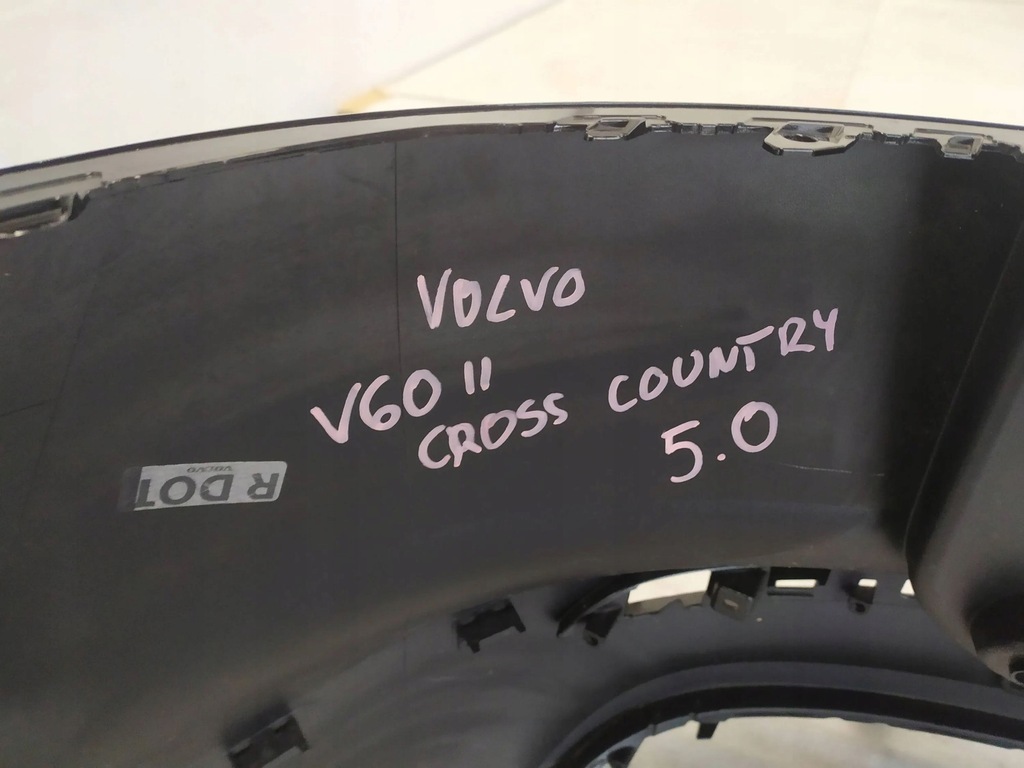 VOLVO
V60 II
CROSS COUNTRY
5.0
R DOT
VOLVO